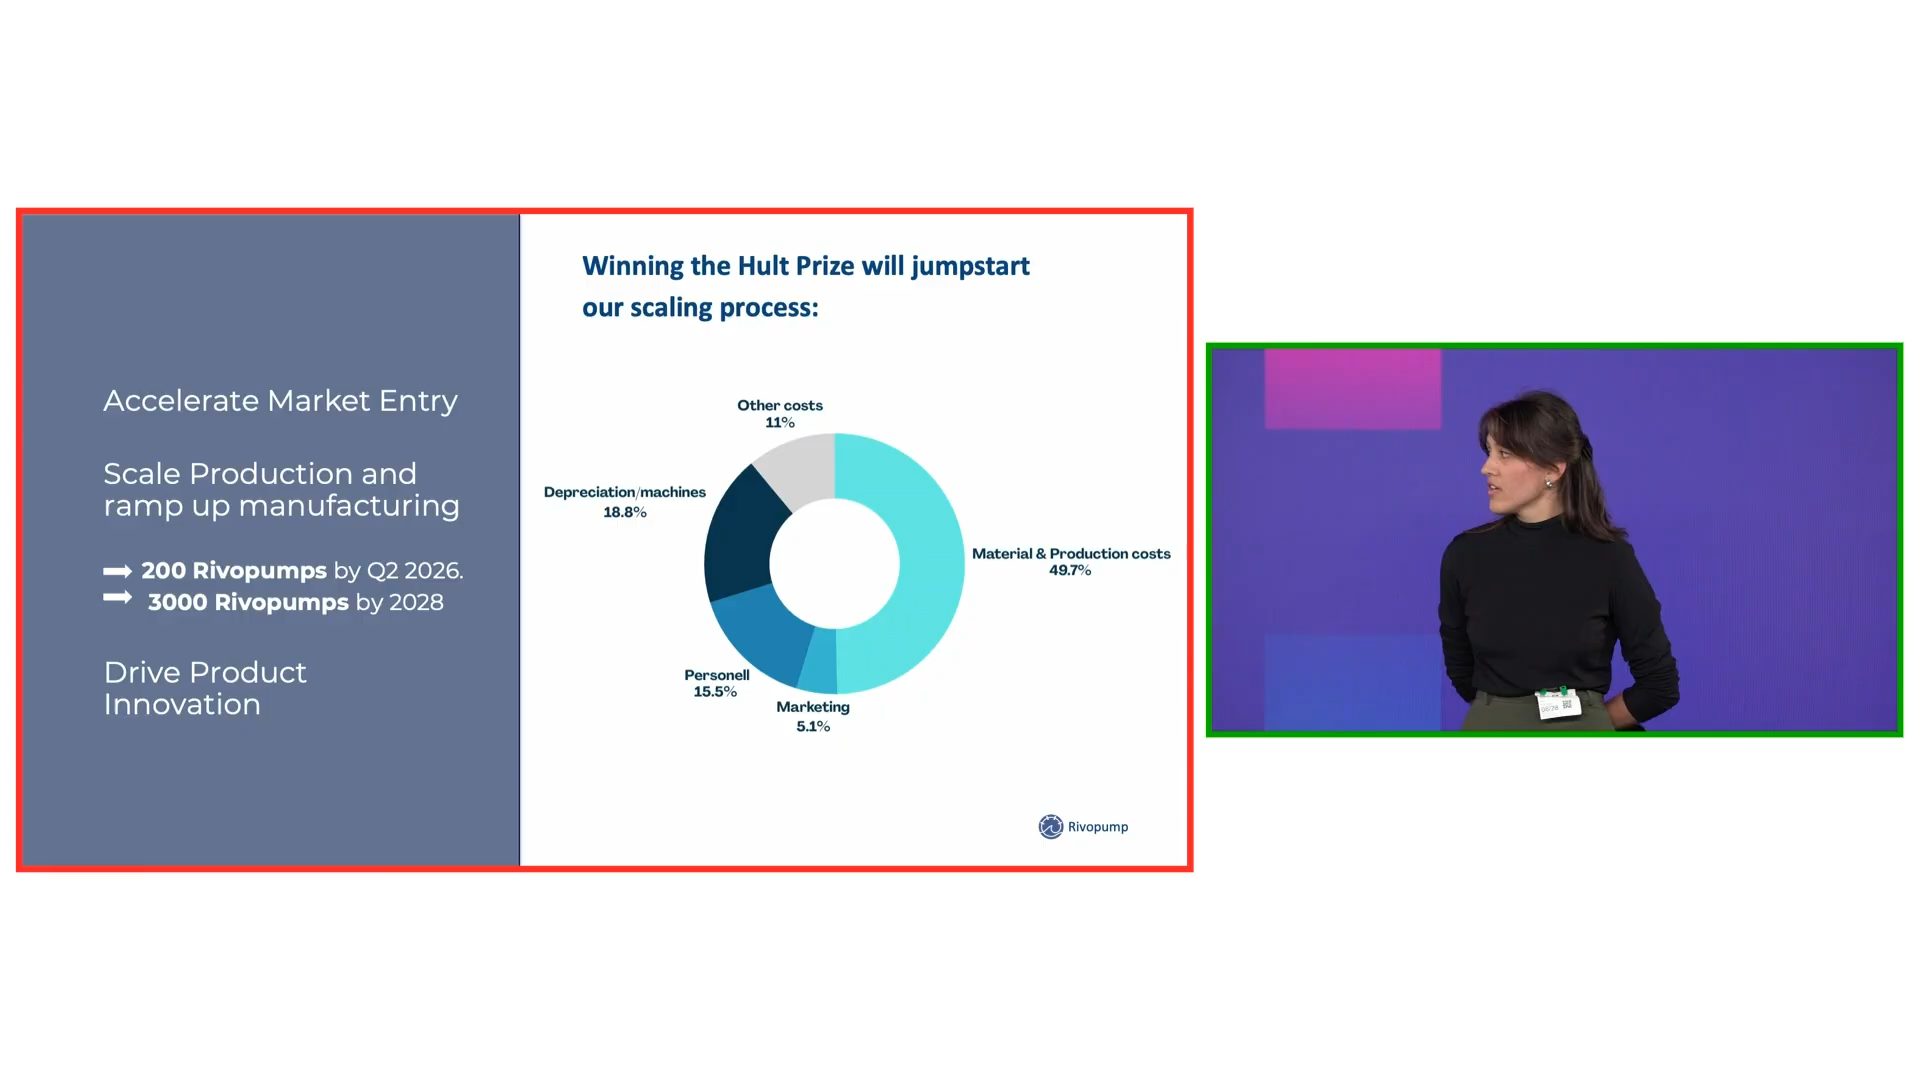 Winning the Hult Prize will jumpstart
our scaling process:
Accelerate Market Entry
Scale Production and
ramp up manufacturing
200 Rivopumps by Q2 2026.
3000 Rivopumps by 2028
Drive Product
Innovation
Other costs
11%
Depreciation/machines
18.8%
Material & Production costs
49.7%
Personell
15.5%
Marketing
5.1%
Rivopump